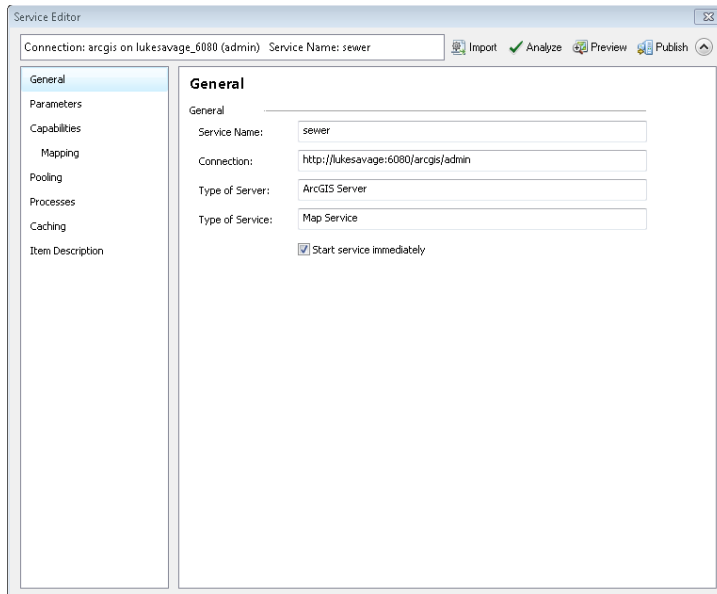 Service Editor
Connection: arcgis on lukesavage_6080 (admin)   Service Name: sewer
Import
Analyze
Preview
Publish
General
Parameters
Capabilities
Mapping
Pooling
Processes
Caching
Item Description
General
General
Service Name: sewer
Connection: http://lukesavage:6080/arcgis/admin
Type of Server: ArcGIS Server
Type of Service: Map Service
Start service immediately